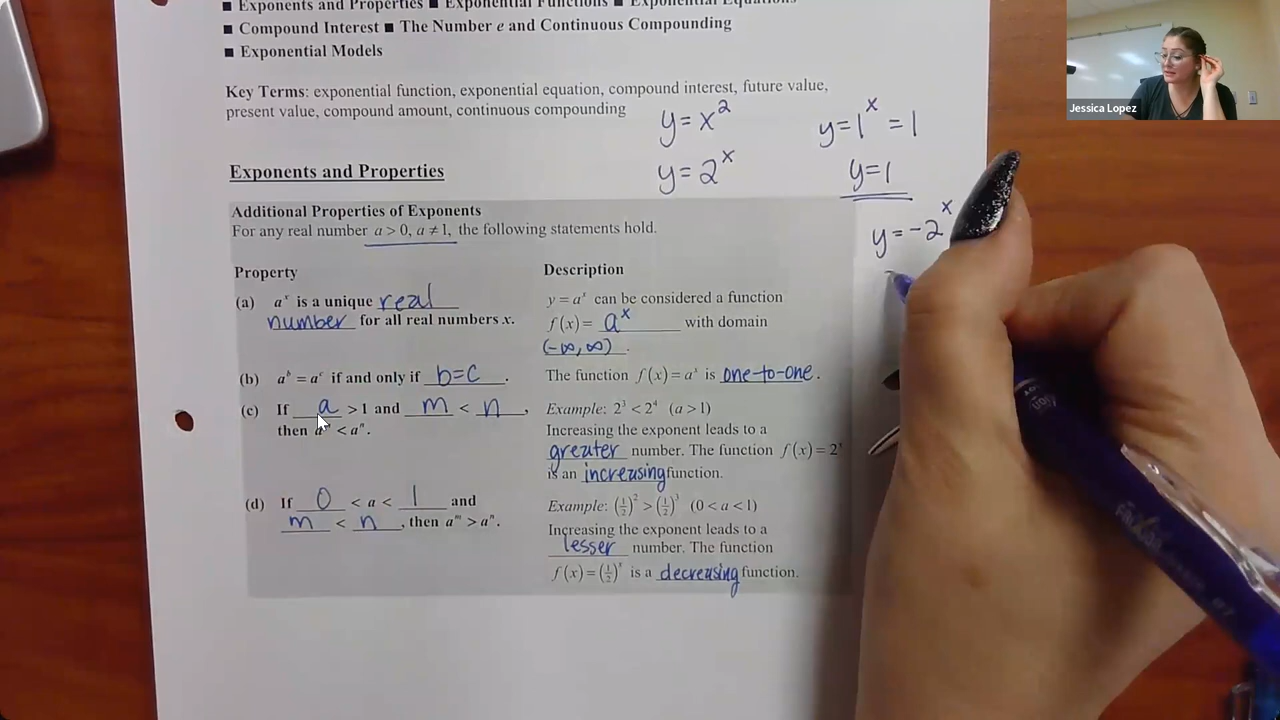 ■ Exponents and Properties ■ Exponential Functions ■ Exponential Equations
■ Compound Interest ■ The Number e and Continuous Compounding
■ Exponential Models
Key Terms: exponential function, exponential equation, compound interest, future value,
present value, compound amount, continuous compounding
y = x²
y = 2ˣ
y = 1ˣ = 1
y = 1
y = -2ˣ
Exponents and Properties
Additional Properties of Exponents
For any real number a > 0, a ≠ 1, the following statements hold.
Property
(a) aˣ is a unique real
number for all real numbers x.
(b) aᵇ = aᶜ if and only if b=c.
(c) If a > 1 and m < n,
then aᵐ < aⁿ.
(d) If 0 < a < 1 and
m < n, then aᵐ > aⁿ.
Description
y = aˣ can be considered a function
f(x) = aˣ with domain
(-∞, ∞).
The function f(x) = aˣ is one-to-one.
Example: 2³ < 2⁴ (a > 1)
Increasing the exponent leads to a
greater number. The function f(x) = 2ˣ
is an increasing function.
Example: (1/2)² > (1/2)³ (0 < a < 1)
Increasing the exponent leads to a
lesser number. The function
f(x) = (1/2)ˣ is a decreasing function.
Jessica Lopez